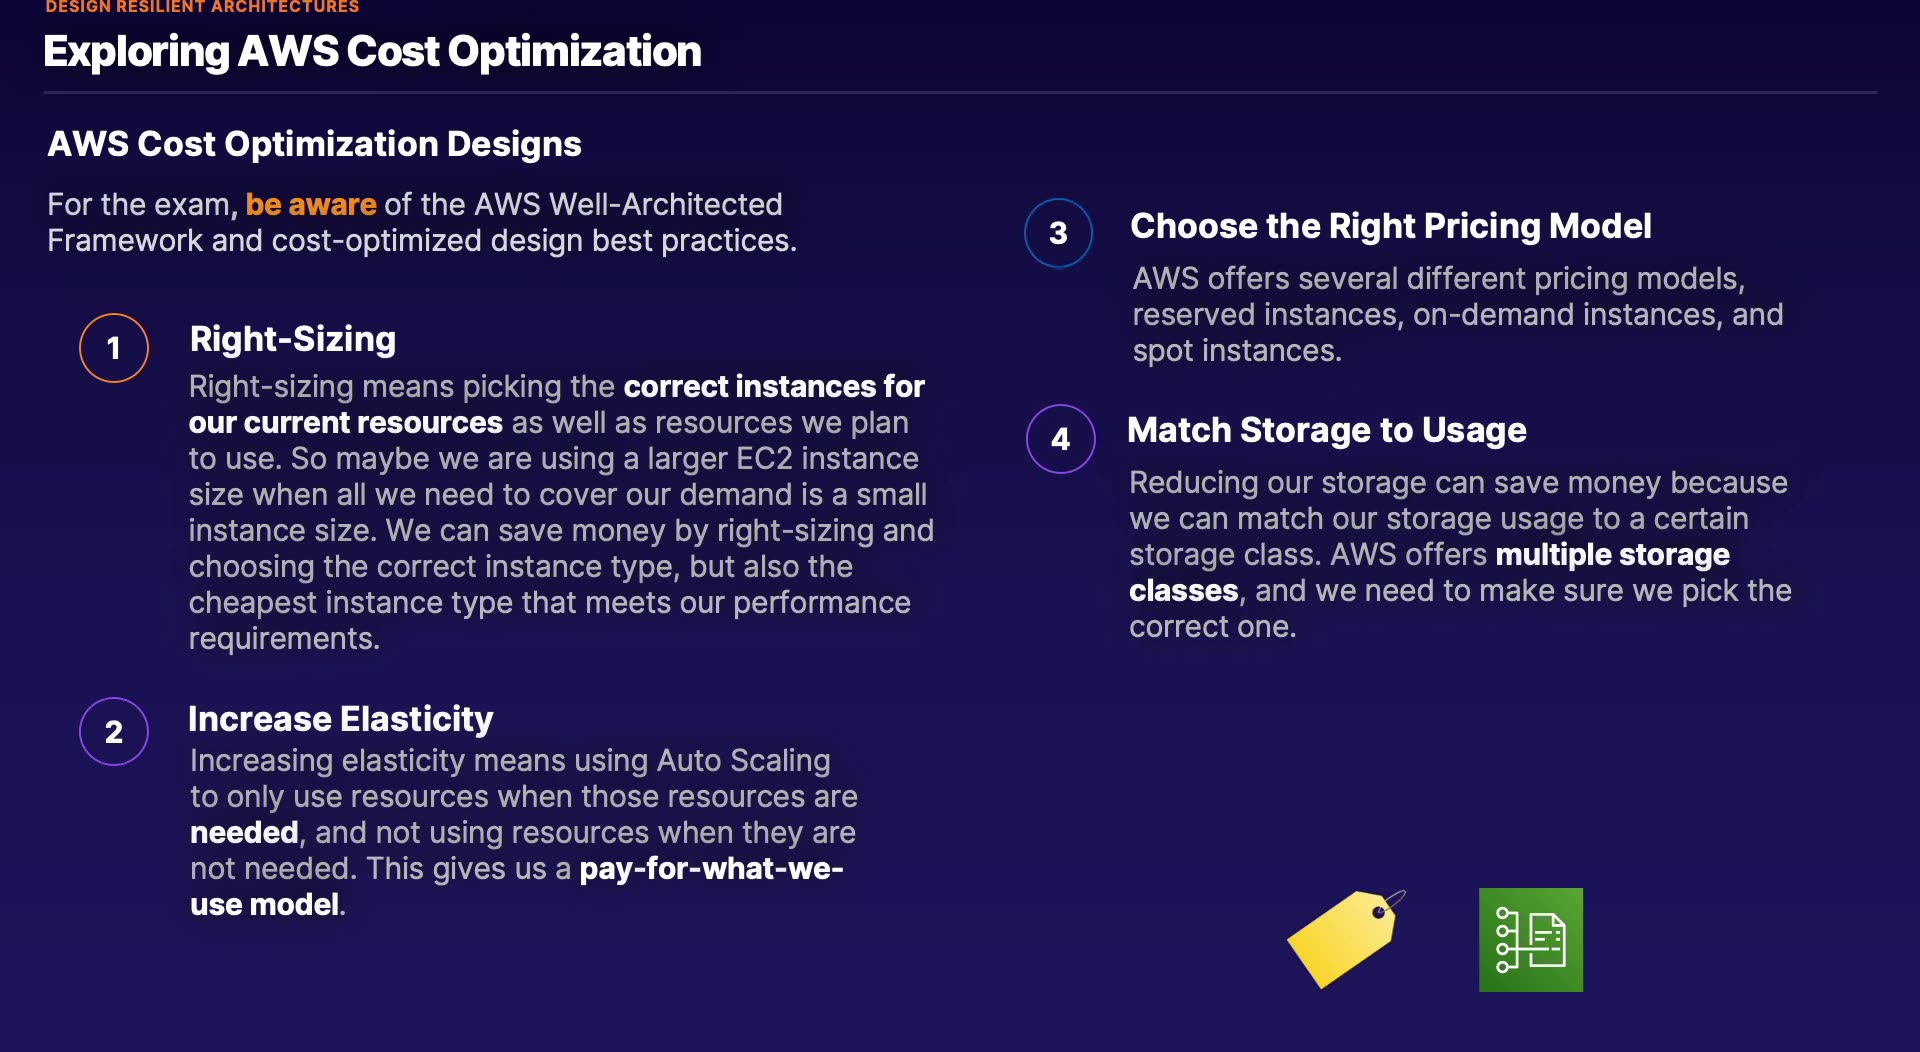 DESIGN RESILIENT ARCHITECTURES
Exploring AWS Cost Optimization
AWS Cost Optimization Designs
For the exam, be aware of the AWS Well-Architected
Framework and cost-optimized design best practices.
1
Right-Sizing
Right-sizing means picking the correct instances for
our current resources as well as resources we plan
to use. So maybe we are using a larger EC2 instance
size when all we need to cover our demand is a small
instance size. We can save money by right-sizing and
choosing the correct instance type, but also the
cheapest instance type that meets our performance
requirements.
2
Increase Elasticity
Increasing elasticity means using Auto Scaling
to only use resources when those resources are
needed, and not using resources when they are
not needed. This gives us a pay-for-what-we-
use model.
3
Choose the Right Pricing Model
AWS offers several different pricing models,
reserved instances, on-demand instances, and
spot instances.
4
Match Storage to Usage
Reducing our storage can save money because
we can match our storage usage to a certain
storage class. AWS offers multiple storage
classes, and we need to make sure we pick the
correct one.